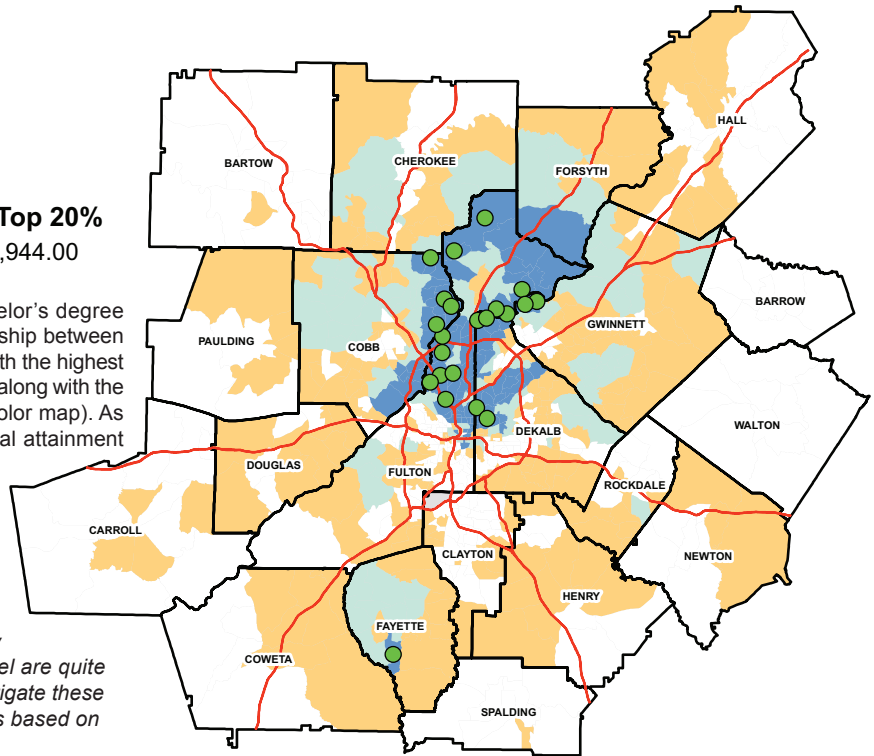 Top 20%
,944.00
elor's degree
ship between
th the highest
along with the
olor map). As
al attainment
el are quite
tigate these
s based on
HALL
BARTOW
CHEROKEE
FORSYTH
BARROW
GWINNETT
PAULDING
COBB
WALTON
DEKALB
DOUGLAS
FULTON
ROCKDALE
CARROLL
CLAYTON
NEWTON
HENRY
FAYETTE
COWETA
SPALDING